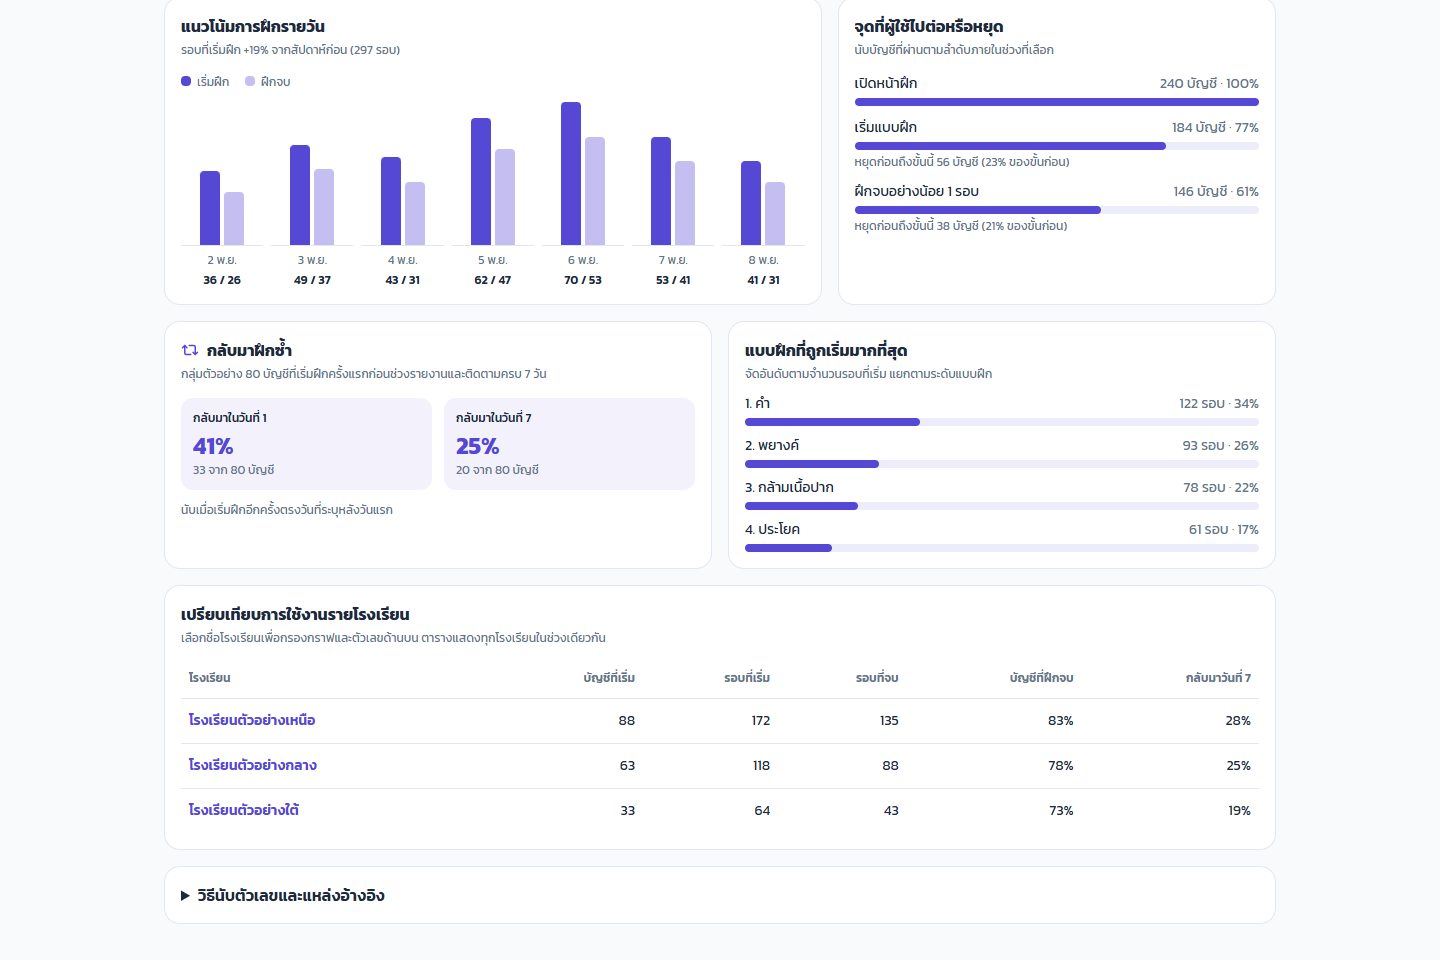 แนวโน้มการฝึกรายวัน
รอบที่เริ่มฝึก +19% จากสัปดาห์ก่อน (297 รอบ)
เริ่มฝึก ฝึกจบ
2 พ.ย. 3 พ.ย. 4 พ.ย. 5 พ.ย. 6 พ.ย. 7 พ.ย. 8 พ.ย.
36 / 26 49 / 37 43 / 31 62 / 47 70 / 53 53 / 41 41 / 31
จุดที่ผู้ใช้ไปต่อหรือหยุด
นับบัญชีที่ผ่านตามลำดับภายในช่วงที่เลือก
เปิดหน้าฝึก 240 บัญชี · 100%
เริ่มแบบฝึก 184 บัญชี · 77%
หยุดก่อนถึงขั้นนี้ 56 บัญชี (23% ของขั้นก่อน)
ฝึกจบอย่างน้อย 1 รอบ 146 บัญชี · 61%
หยุดก่อนถึงขั้นนี้ 38 บัญชี (21% ของขั้นก่อน)
กลับมาฝึกซ้ำ
กลุ่มตัวอย่าง 80 บัญชีที่เริ่มฝึกครั้งแรกก่อนช่วงรายงานและติดตามครบ 7 วัน
กลับมาในวันที่ 1
41%
33 จาก 80 บัญชี
กลับมาในวันที่ 7
25%
20 จาก 80 บัญชี
นับเมื่อเริ่มฝึกอีกครั้งตรงวันที่ระบุหลังวันแรก
แบบฝึกที่ถูกเริ่มมากที่สุด
จัดอันดับตามจำนวนรอบที่เริ่ม แยกตามระดับแบบฝึก
1. คำ 122 รอบ · 34%
2. พยางค์ 93 รอบ · 26%
3. กล้ามเนื้อปาก 78 รอบ · 22%
4. ประโยค 61 รอบ · 17%
เปรียบเทียบการใช้งานรายโรงเรียน
เลือกชื่อโรงเรียนเพื่อกรองกราฟและตัวเลขด้านบน ตารางแสดงทุกโรงเรียนในช่วงเดียวกัน
โรงเรียน บัญชีที่เริ่ม รอบที่เริ่ม รอบที่จบ บัญชีที่ฝึกจบ กลับมาวันที่ 7
โรงเรียนตัวอย่างเหนือ 88 172 135 83% 28%
โรงเรียนตัวอย่างกลาง 63 118 88 78% 25%
โรงเรียนตัวอย่างใต้ 33 64 43 73% 19%
วิธีนับตัวเลขและแหล่งอ้างอิง